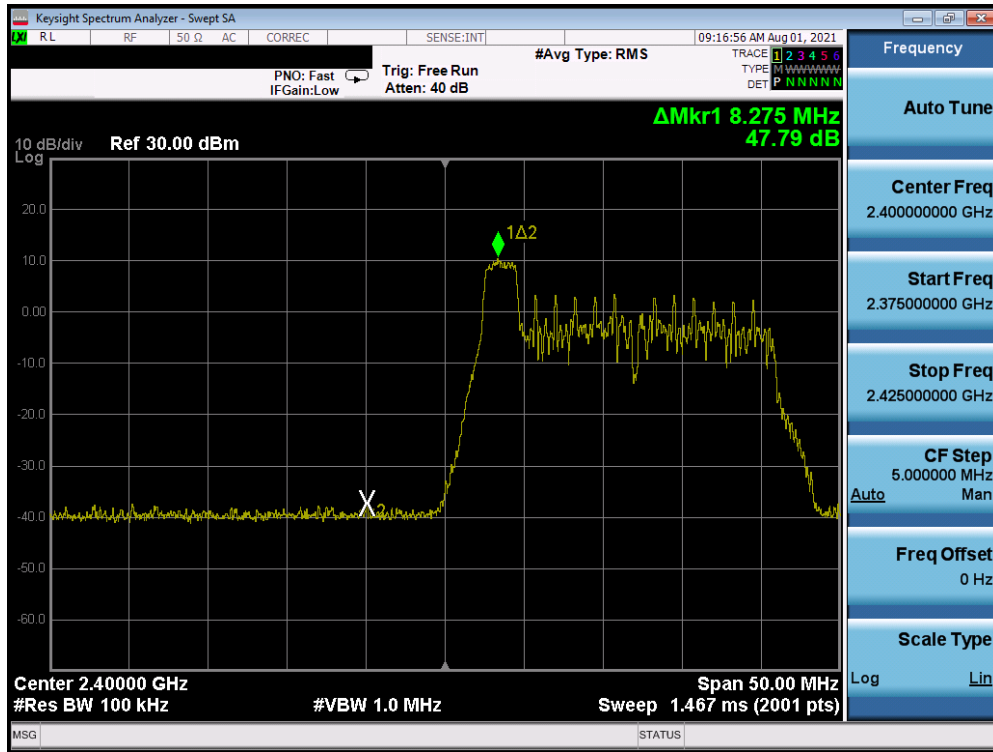 Keysight Spectrum Analyzer - Swept SA
LXI RL RF 50 Ω AC CORREC SENSE:INT 09:16:56 AM Aug 01, 2021
#Avg Type: RMS TRACE 1 2 3 4 5 6
PNO: Fast Trig: Free Run TYPE M WWWWW
IFGain:Low Atten: 40 dB DET P N N N N N
ΔMkr1 8.275 MHz
47.79 dB
10 dB/div Ref 30.00 dBm
Log
20.0
1Δ2
10.0
0.00
-10.0
-20.0
-30.0
X2
-40.0
-50.0
-60.0
Center 2.40000 GHz Span 50.00 MHz
#Res BW 100 kHz #VBW 1.0 MHz Sweep 1.467 ms (2001 pts)
MSG STATUS
Frequency
Auto Tune
Center Freq
2.400000000 GHz
Start Freq
2.375000000 GHz
Stop Freq
2.425000000 GHz
CF Step
5.000000 MHz
Auto Man
Freq Offset
0 Hz
Scale Type
Log Lin